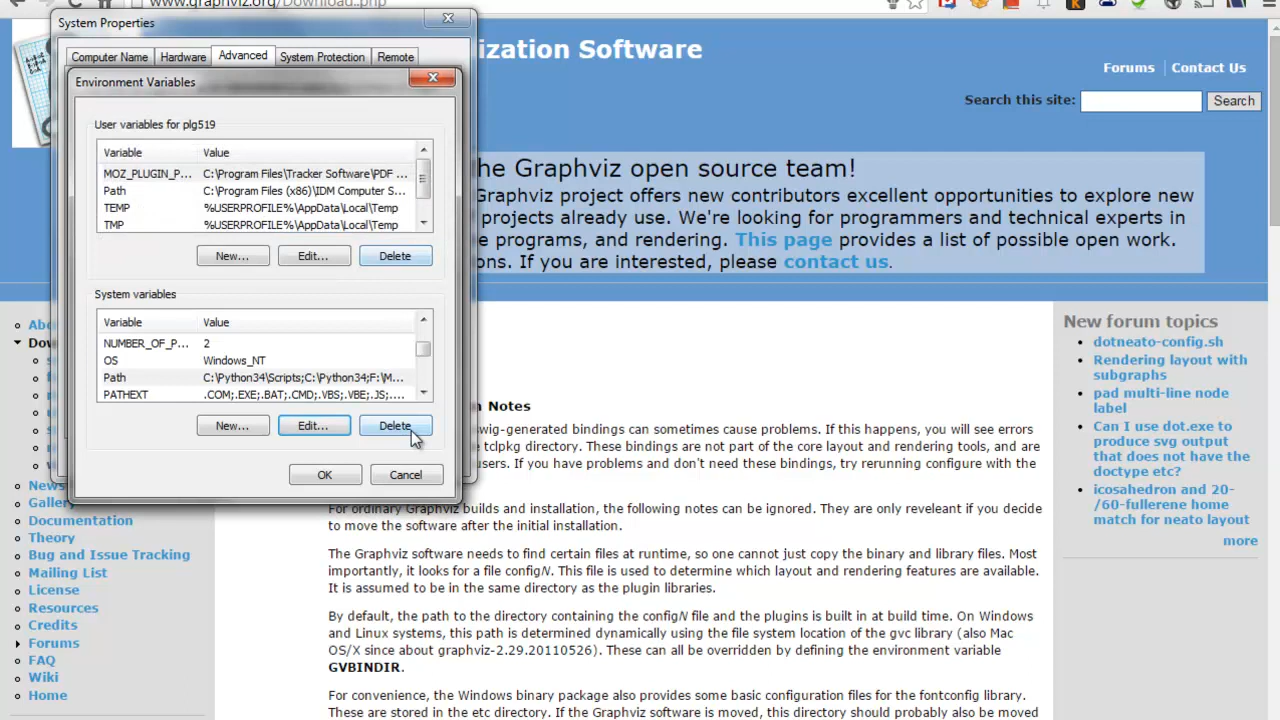 www.graphviz.org/Download..php
System Properties
ization Software
Computer Name
Hardware
Advanced
System Protection
Remote
Forums
Contact Us
Environment Variables
Search this site:
Search
User variables for plg519
Variable
Value
MOZ_PLUGIN_P... C:\Program Files\Tracker Software\PDF ...
Path C:\Program Files (x86)\IDM Computer S...
TEMP %USERPROFILE%\AppData\Local\Temp
TMP %USERPROFILE%\AppData\Local\Temp
New...
Edit...
Delete
System variables
Variable
Value
NUMBER_OF_P... 2
OS Windows_NT
Path C:\Python34\Scripts;C:\Python34;F:\M...
PATHEXT .COM;.EXE;.BAT;.CMD;.VBS;.VBE;.JS;....
New...
Edit...
Delete
OK
Cancel
he Graphviz open source team!
Graphviz project offers new contributors excellent opportunities to explore new
projects already use. We're looking for programmers and technical experts in
e programs, and rendering. This page provides a list of possible open work.
ons. If you are interested, please contact us.
Abo
Dow
News
Gallery
Documentation
Theory
Bug and Issue Tracking
Mailing List
License
Resources
Credits
Forums
FAQ
Wiki
Home
n Notes
wig-generated bindings can sometimes cause problems. If this happens, you will see errors
e tclpkg directory. These bindings are not part of the core layout and rendering tools, and are
users. If you have problems and don't need these bindings, try rerunning configure with the
For ordinary Graphviz builds and installation, the following notes can be ignored. They are only reveleant if you decide
to move the software after the initial installation.
The Graphviz software needs to find certain files at runtime, so one cannot just copy the binary and library files. Most
importantly, it looks for a file configN. This file is used to determine which layout and rendering features are available.
It is assumed to be in the same directory as the plugin libraries.
By default, the path to the directory containing the configN file and the plugins is built in at build time. On Windows
and Linux systems, this path is determined dynamically using the file system location of the gvc library (also Mac
OS/X since about graphviz-2.29.20110526). These can all be overridden by defining the environment variable
GVBINDIR.
For convenience, the Windows binary package also provides some basic configuration files for the fontconfig library.
These are stored in the etc directory. If the Graphviz software is moved, this directory should probably also be moved
New forum topics
dotneato-config.sh
Rendering layout with
subgraphs
pad multi-line node
label
Can I use dot.exe to
produce svg output
that does not have the
doctype etc?
icosahedron and 20-
/60-fullerene home
match for neato layout
more